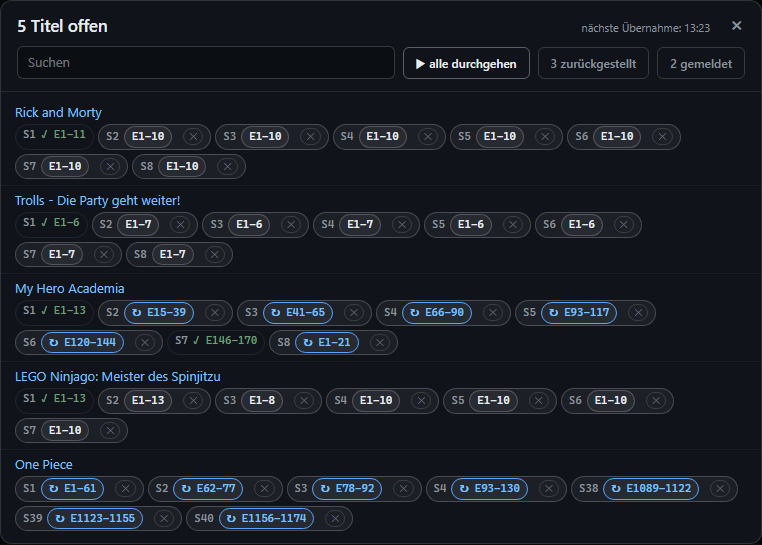 5 Titel offen
nächste Übernahme: 13:23 ✕
Suchen
▶ alle durchgehen
3 zurückgestellt
2 gemeldet
Rick and Morty
S1 ✓ E1–11 S2 E1–10 ✕ S3 E1–10 ✕ S4 E1–10 ✕ S5 E1–10 ✕ S6 E1–10 ✕
S7 E1–10 ✕ S8 E1–10 ✕
Trolls - Die Party geht weiter!
S1 ✓ E1–6 S2 E1–7 ✕ S3 E1–6 ✕ S4 E1–7 ✕ S5 E1–6 ✕ S6 E1–6 ✕
S7 E1–7 ✕ S8 E1–7 ✕
My Hero Academia
S1 ✓ E1–13 S2 ↻ E15–39 ✕ S3 ↻ E41–65 ✕ S4 ↻ E66–90 ✕ S5 ↻ E93–117 ✕
S6 ↻ E120–144 ✕ S7 ✓ E146–170 S8 ↻ E1–21 ✕
LEGO Ninjago: Meister des Spinjitzu
S1 ✓ E1–13 S2 E1–13 ✕ S3 E1–8 ✕ S4 E1–10 ✕ S5 E1–10 ✕ S6 E1–10 ✕
S7 E1–10 ✕
One Piece
S1 ↻ E1–61 ✕ S2 ↻ E62–77 ✕ S3 ↻ E78–92 ✕ S4 ↻ E93–130 ✕ S38 ↻ E1089–1122 ✕
S39 ↻ E1123–1155 ✕ S40 ↻ E1156–1174 ✕